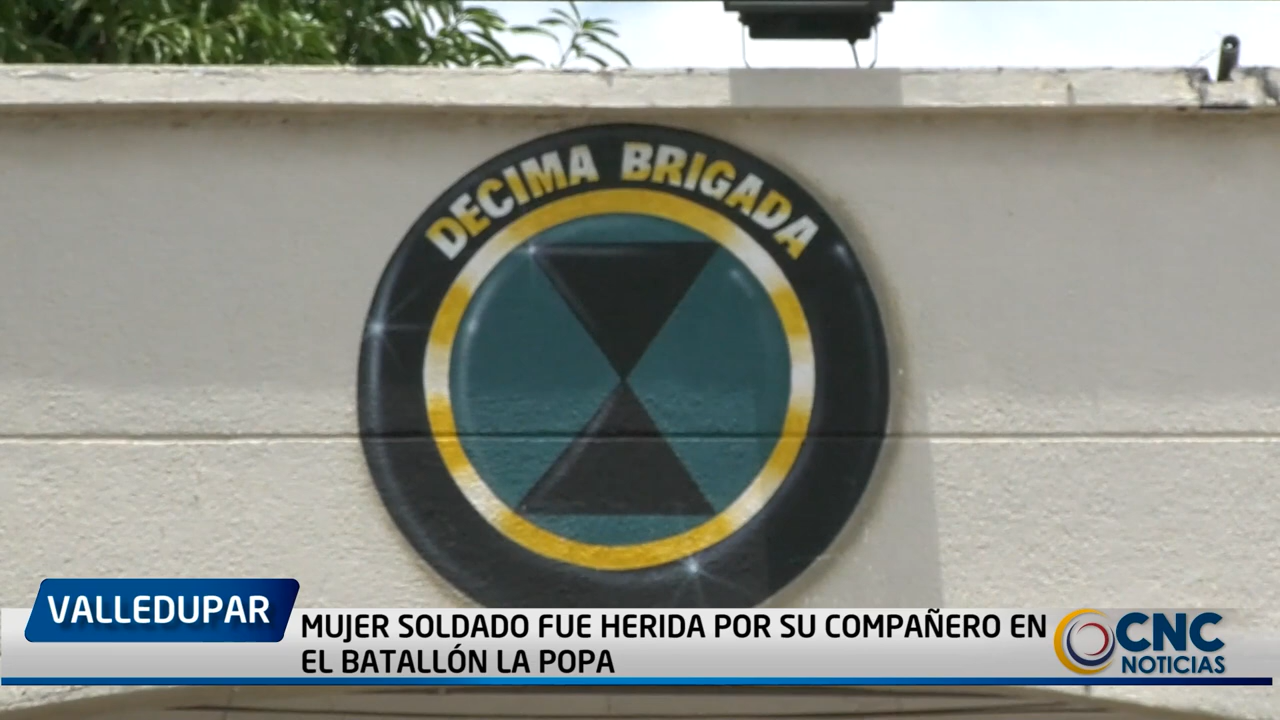 DECIMA BRIGADA
VALLEDUPAR
MUJER SOLDADO FUE HERIDA POR SU COMPAÑERO EN
EL BATALLÓN LA POPA
CNC
NOTICIAS